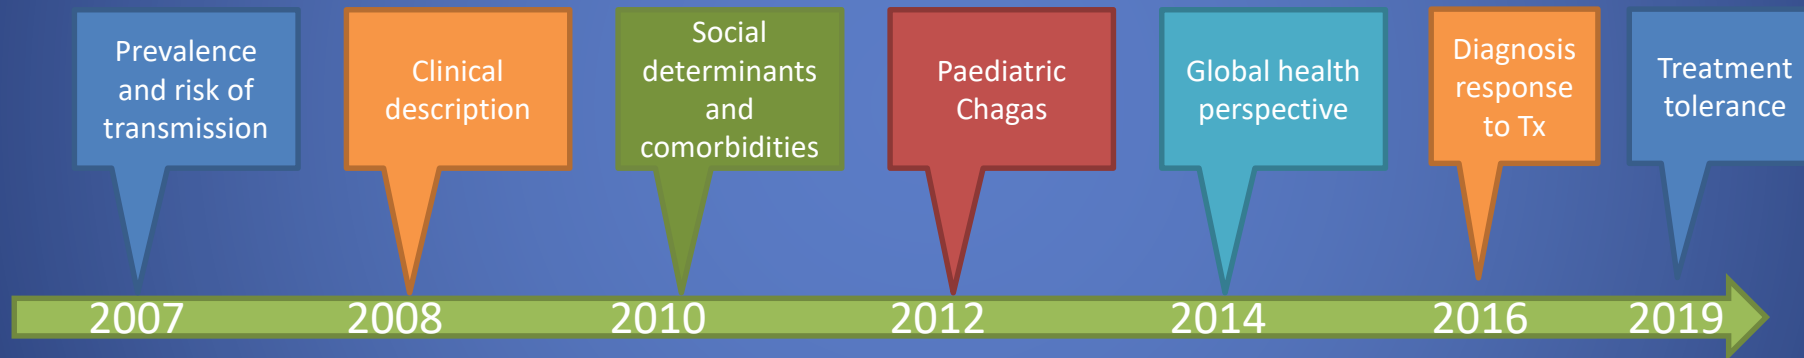 Prevalence
and risk of
transmission
Clinical
description
Social
determinants
and
comorbidities
Paediatric
Chagas
Global health
perspective
Diagnosis
response
to Tx
Treatment
tolerance
2007
2008
2010
2012
2014
2016
2019